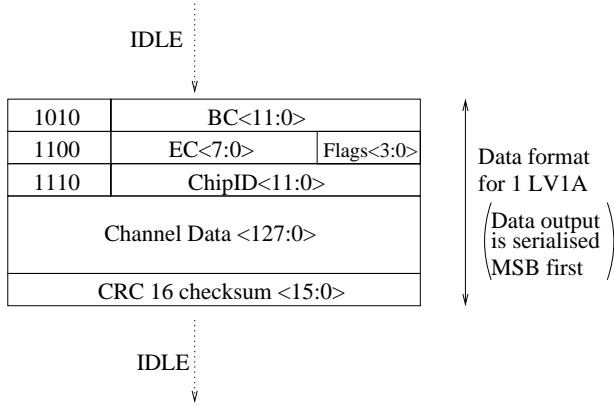 IDLE
1010 BC<11:0>
1100 EC<7:0> Flags<3:0>
1110 ChipID<11:0>
Channel Data <127:0>
CRC 16 checksum <15:0>
IDLE
Data format
for 1 LV1A
(Data output
is serialised
MSB first)